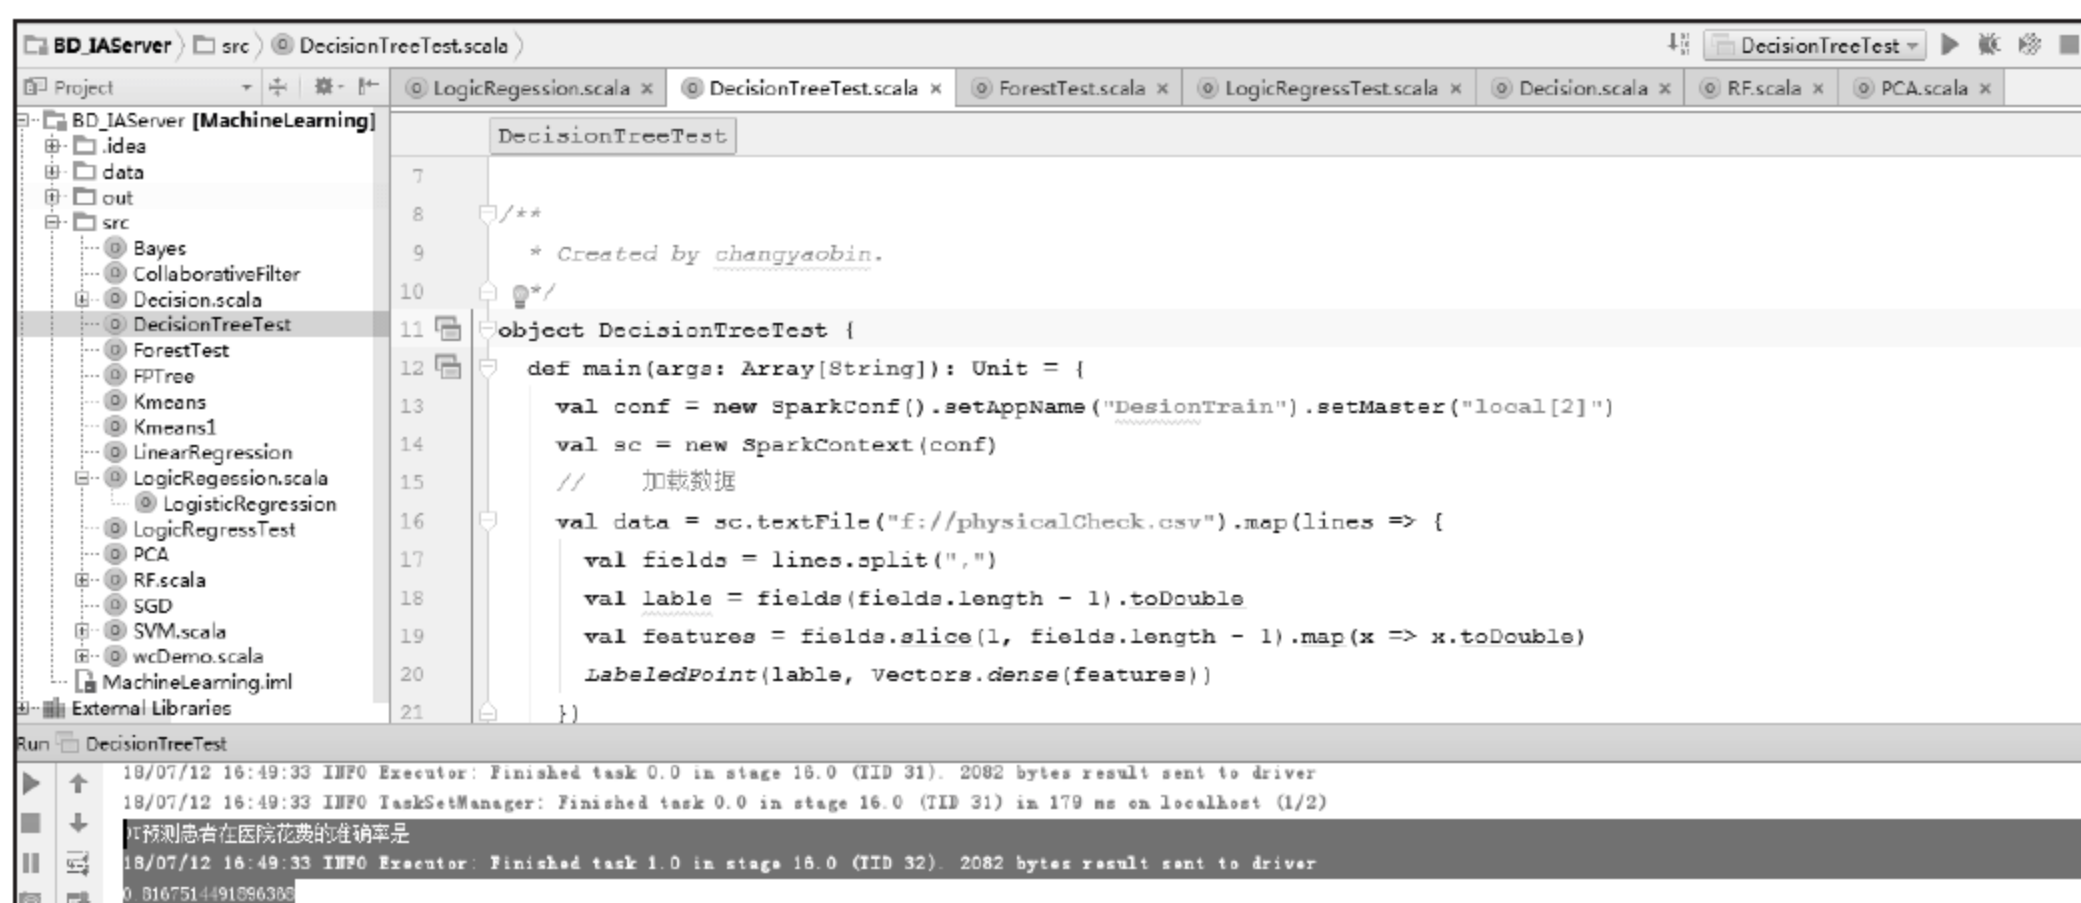 BD_IAServer src DecisionTreeTest.scala DecisionTreeTest
Project LogicRegession.scala DecisionTreeTest.scala ForestTest.scala LogicRegressTest.scala Decision.scala RF.scala PCA.scala
BD_IAServer [MachineLearning]
.idea
data
out
src
Bayes
CollaborativeFilter
Decision.scala
DecisionTreeTest
ForestTest
FPTree
Kmeans
Kmeans1
LinearRegression
LogicRegession.scala
LogisticRegression
LogicRegressTest
PCA
RF.scala
SGD
SVM.scala
wcDemo.scala
MachineLearning.iml
External Libraries
DecisionTreeTest
7
8 /**
9 * Created by changyaobin.
10 */
11 object DecisionTreeTest {
12 def main(args: Array[String]): Unit = {
13 val conf = new SparkConf().setAppName("DesionTrain").setMaster("local[2]")
14 val sc = new SparkContext(conf)
15 // 加载数据
16 val data = sc.textFile("f://physicalCheck.csv").map(lines => {
17 val fields = lines.split(",")
18 val lable = fields(fields.length - 1).toDouble
19 val features = fields.slice(1, fields.length - 1).map(x => x.toDouble)
20 LabeledPoint(lable, Vectors.dense(features))
21 })
Run DecisionTreeTest
18/07/12 16:49:33 INFO Executor: Finished task 0.0 in stage 16.0 (TID 31). 2082 bytes result sent to driver
18/07/12 16:49:33 INFO TaskSetManager: Finished task 0.0 in stage 16.0 (TID 31) in 179 ms on localhost (1/2)
DT预测患者在医院花费的准确率是
18/07/12 16:49:33 INFO Executor: Finished task 1.0 in stage 16.0 (TID 32). 2082 bytes result sent to driver
0.8167514491896388